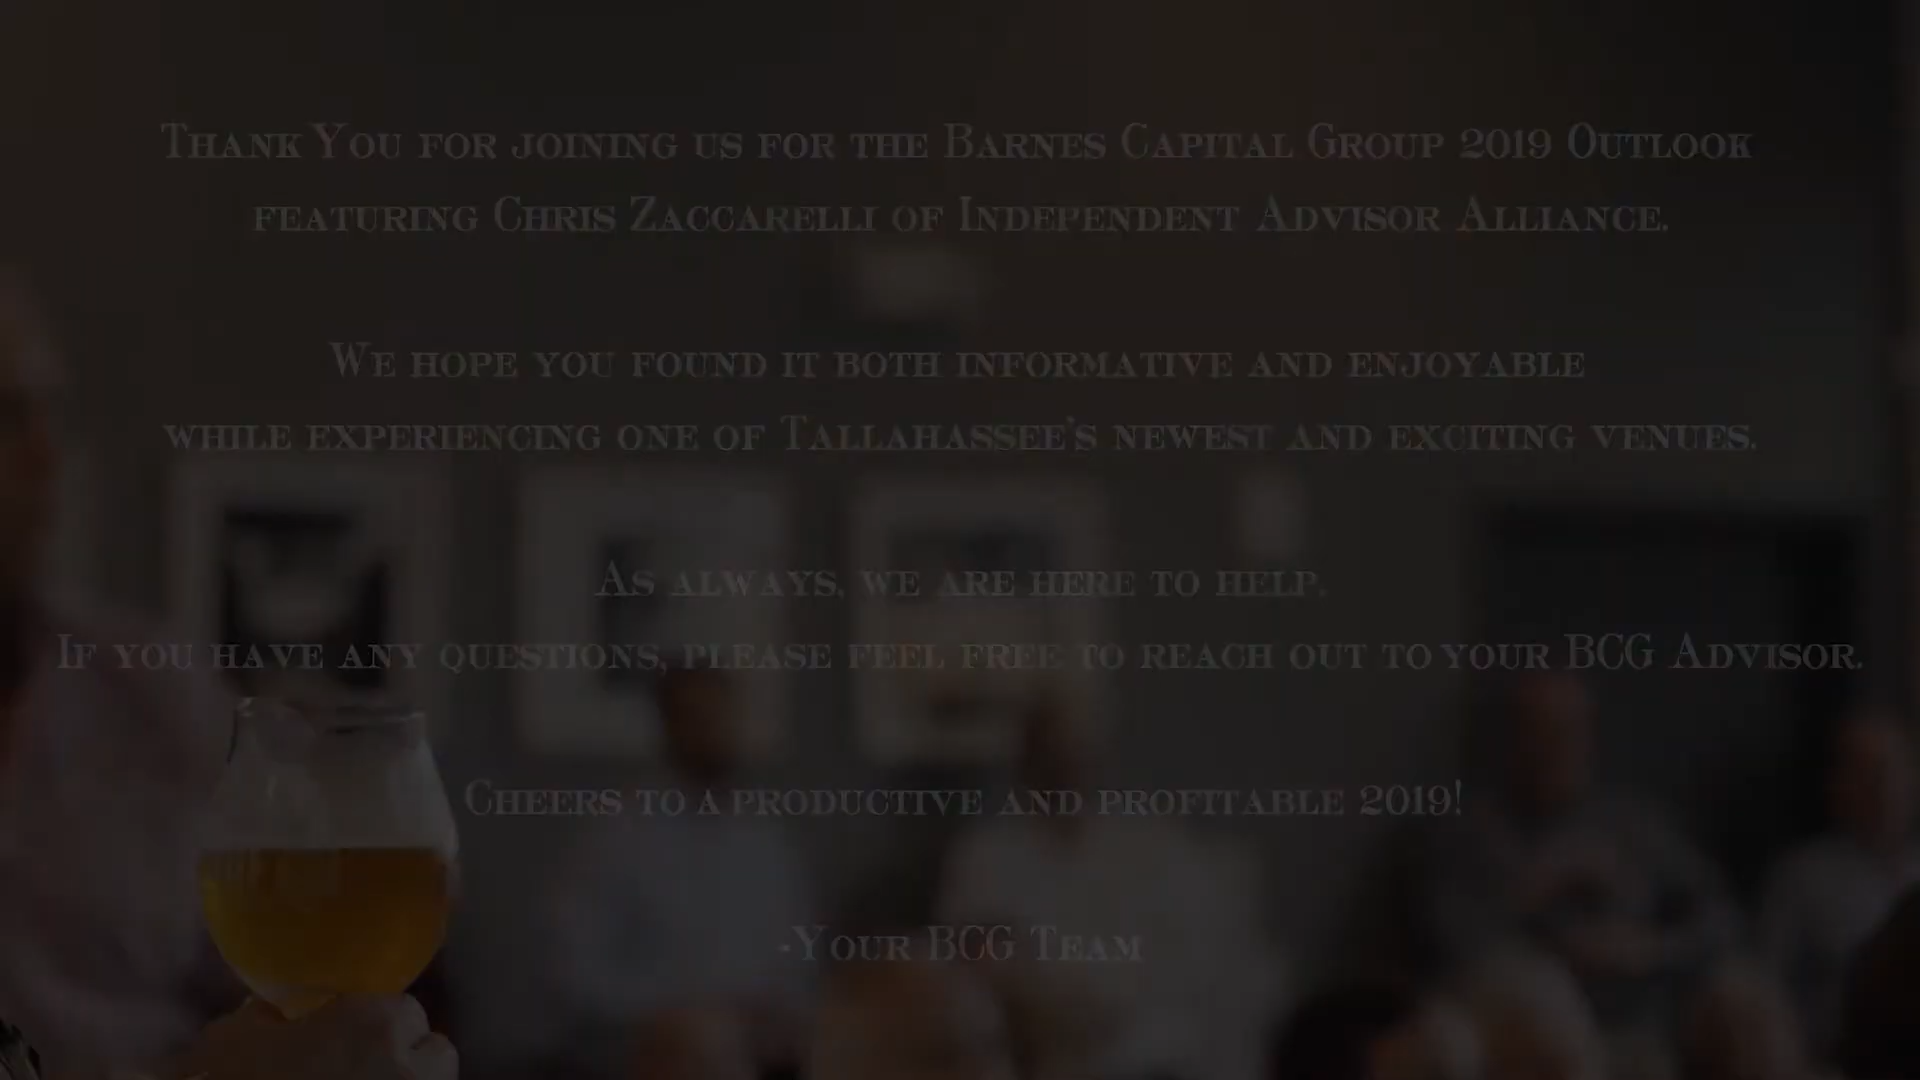 Thank You for joining us for the Barnes Capital Group 2019 Outlook
featuring Chris Zaccarelli of Independent Advisor Alliance.
We hope you found it both informative and enjoyable
while experiencing one of Tallahassee's newest and exciting venues.
As always, we are here to help.
If you have any questions, please feel free to reach out to your BCG Advisor.
Cheers to a productive and profitable 2019!
-Your BCG Team